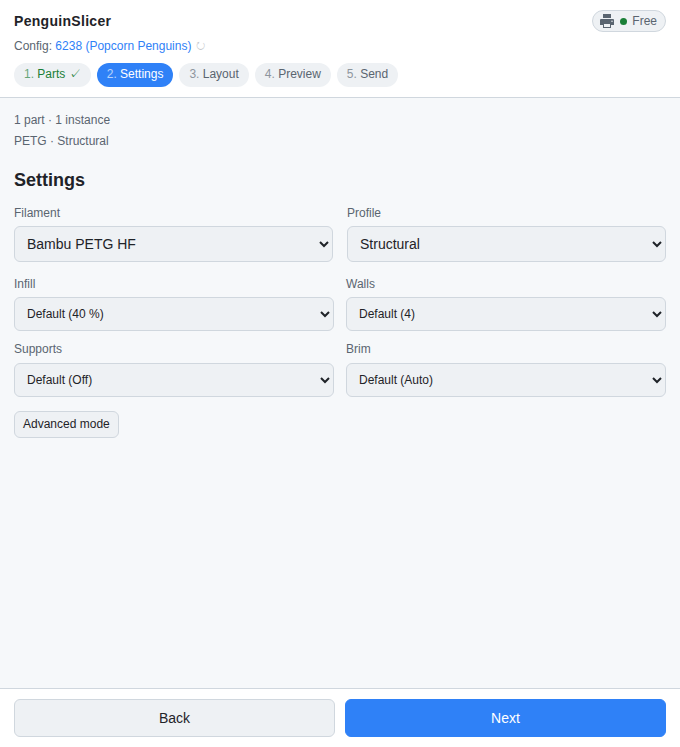 PenguinSlicer
Free
Config: 6238 (Popcorn Penguins)
1. Parts ✓
2. Settings
3. Layout
4. Preview
5. Send
1 part · 1 instance
PETG · Structural
Settings
Filament
Profile
Bambu PETG HF
Structural
Infill
Walls
Default (40 %)
Default (4)
Supports
Brim
Default (Off)
Default (Auto)
Advanced mode
Back
Next